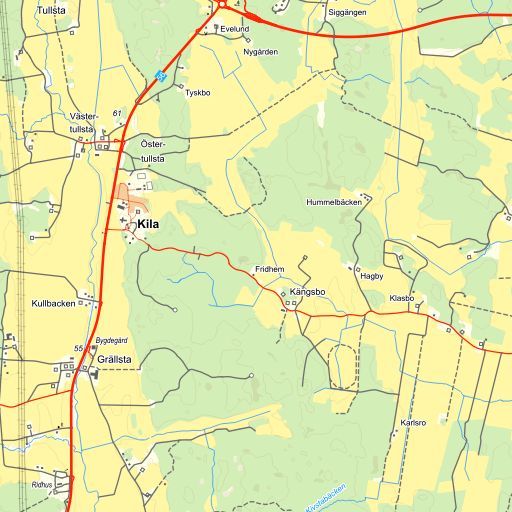 Tullsta
Siggängen
Evelund
Nygården
Tyskbo
61
Väster-
tullsta
Öster-
tullsta
Hummelbäcken
Kila
Fridhem
Hagby
Kängsbo
Klasbo
Kullbacken
Bygdegård
55
Grällsta
Karlsro
Ridhus
Kivstabäcken